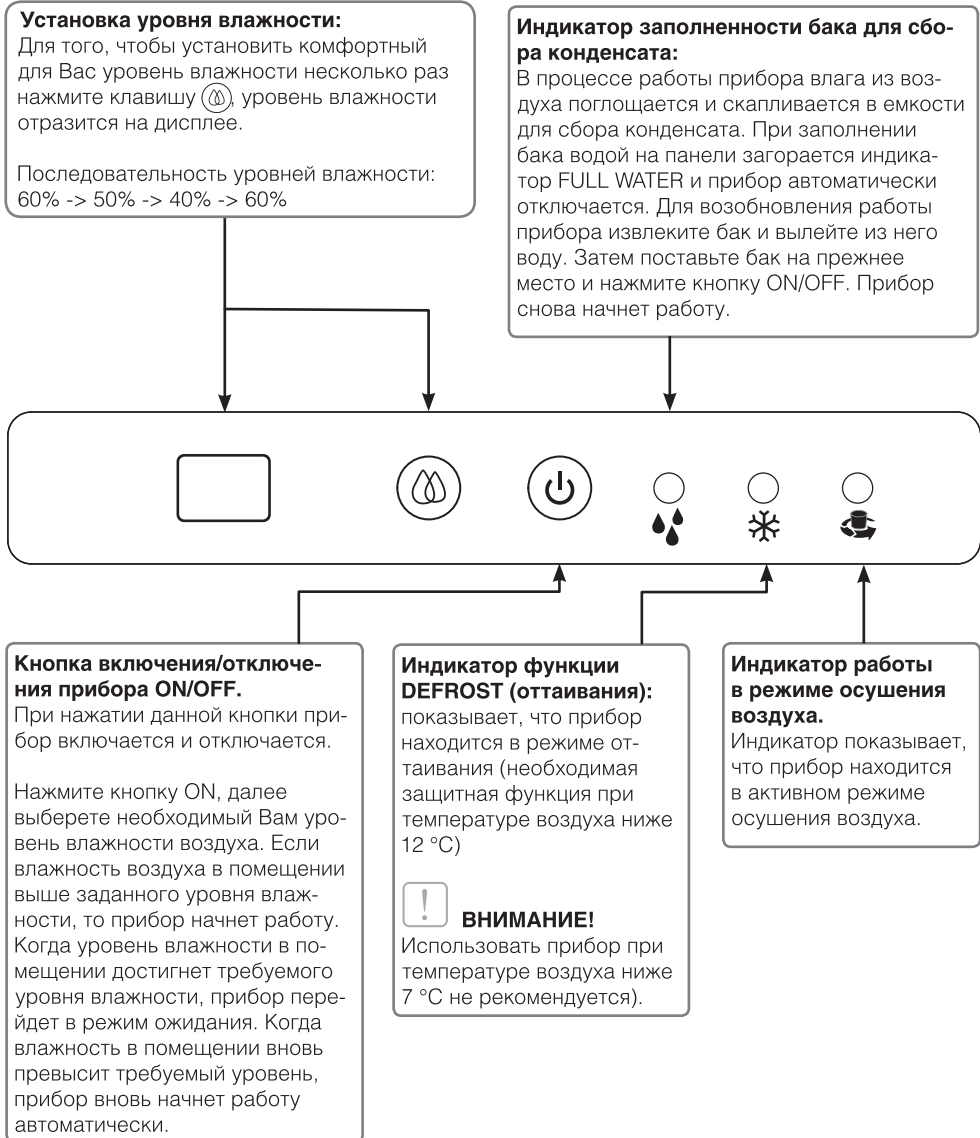 Установка уровня влажности:
Для того, чтобы установить комфортный
для Вас уровень влажности несколько раз
нажмите клавишу , уровень влажности
отразится на дисплее.
Последовательность уровней влажности:
60% -> 50% -> 40% -> 60%
Индикатор заполненности бака для сбо-
ра конденсата:
В процессе работы прибора влага из воз-
духа поглощается и скапливается в емкости
для сбора конденсата. При заполнении
бака водой на панели загорается индика-
тор FULL WATER и прибор автоматически
отключается. Для возобновления работы
прибора извлеките бак и вылейте из него
воду. Затем поставьте бак на прежнее
место и нажмите кнопку ON/OFF. Прибор
снова начнет работу.
Кнопка включения/отключе-
ния прибора ON/OFF.
При нажатии данной кнопки при-
бор включается и отключается.
Нажмите кнопку ON, далее
выберете необходимый Вам уро-
вень влажности воздуха. Если
влажность воздуха в помещении
выше заданного уровня влаж-
ности, то прибор начнет работу.
Когда уровень влажности в по-
мещении достигнет требуемого
уровня влажности, прибор пере-
йдет в режим ожидания. Когда
влажность в помещении вновь
превысит требуемый уровень,
прибор вновь начнет работу
автоматически.
Индикатор функции
DEFROST (оттаивания):
показывает, что прибор
находится в режиме от-
таивания (необходимая
защитная функция при
температуре воздуха ниже
12 °C)
! ВНИМАНИЕ!
Использовать прибор при
температуре воздуха ниже
7 °C не рекомендуется).
Индикатор работы
в режиме осушения
воздуха.
Индикатор показывает,
что прибор находится
в активном режиме
осушения воздуха.